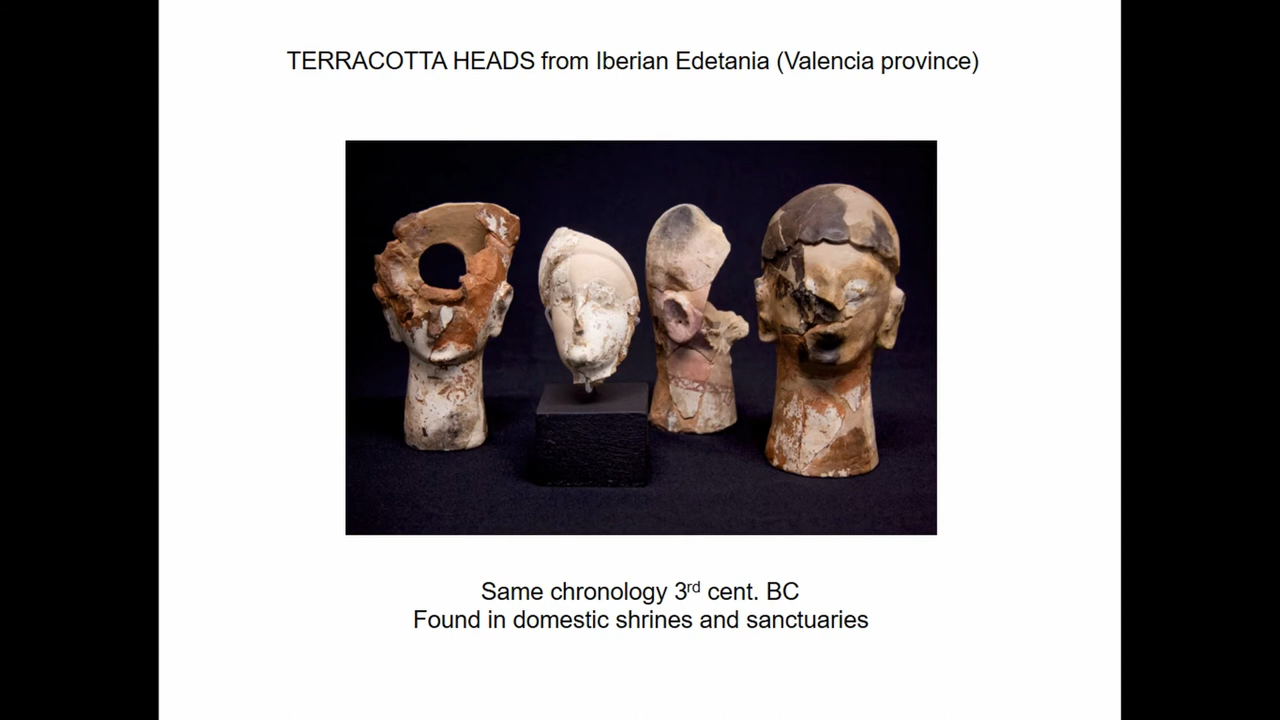 TERRACOTTA HEADS from Iberian Edetania (Valencia province)
Same chronology 3rd cent. BC
Found in domestic shrines and sanctuaries